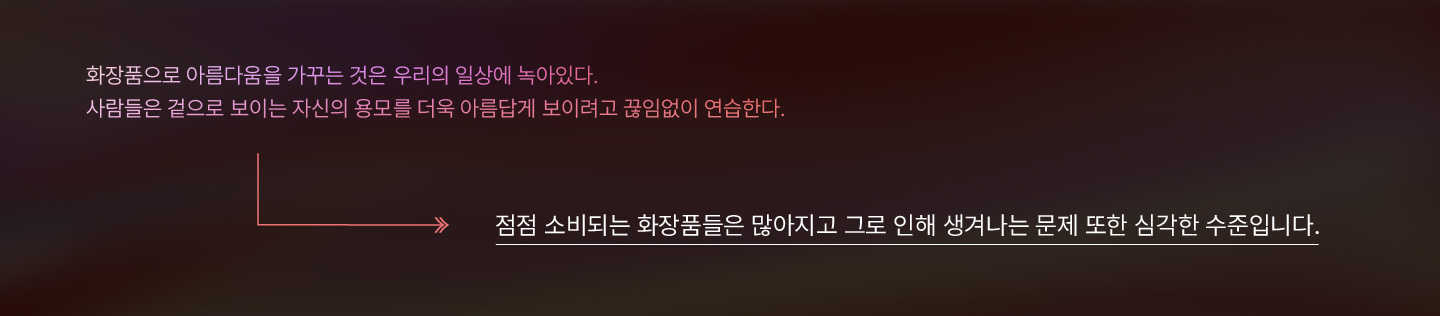 화장품으로 아름다움을 가꾸는 것은 우리의 일상에 녹아있다.
사람들은 겉으로 보이는 자신의 용모를 더욱 아름답게 보이려고 끊임없이 연습한다.
점점 소비되는 화장품들은 많아지고 그로 인해 생겨나는 문제 또한 심각한 수준입니다.